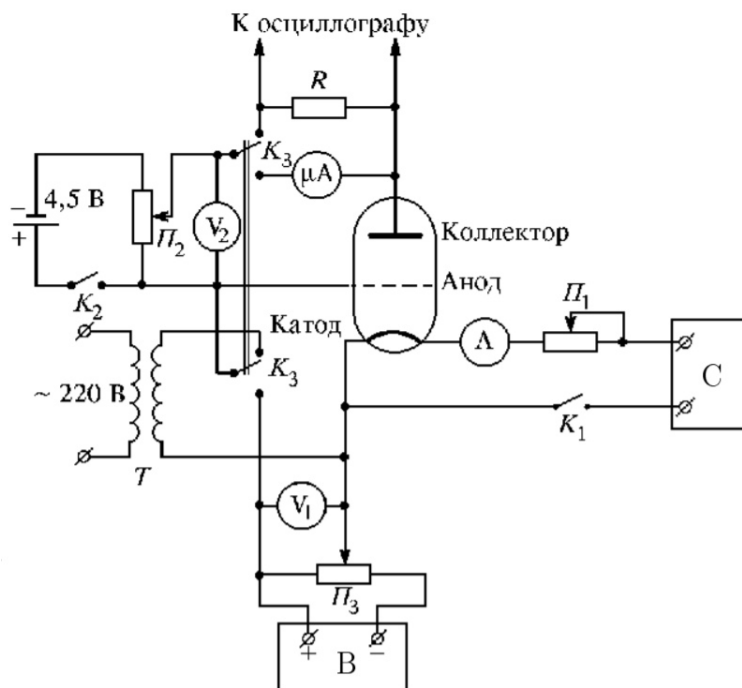 К осциллографу
R
K₃
μA
− 4,5 В
+
П₂
V₂
Коллектор
K₂
Анод
П₁
Катод
K₃
А
С
~ 220 В
K₁
T
V₁
П₃
+ −
В